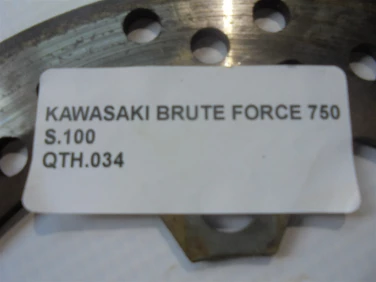 KAWASAKI BRUTE FORCE 750
S.100
QTH.034